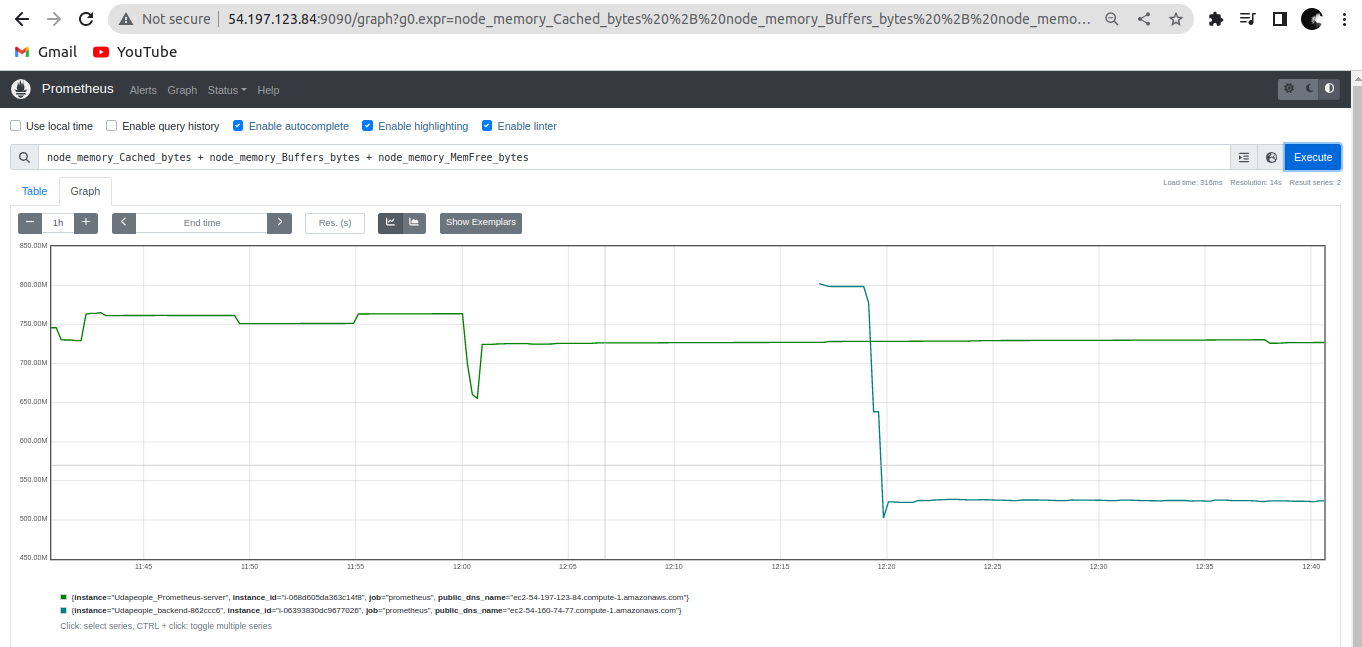 Not secure 54.197.123.84:9090/graph?g0.expr=node_memory_Cached_bytes%20%2B%20node_memory_Buffers_bytes%20%2B%20node_memo...
Gmail YouTube
Prometheus Alerts Graph Status Help
Use local time Enable query history Enable autocomplete Enable highlighting Enable linter
node_memory_Cached_bytes + node_memory_Buffers_bytes + node_memory_MemFree_bytes Execute
Load time: 316ms Resolution: 14s Result series: 2
Table Graph
− 1h + < End time > Res. (s) Show Exemplars
850.00M
800.00M
750.00M
700.00M
650.00M
600.00M
550.00M
500.00M
450.00M
11:45 11:50 11:55 12:00 12:05 12:10 12:15 12:20 12:25 12:30 12:35 12:40
{instance="Udapeople_Prometheus-server", instance_id="i-068d605da363c14f8", job="prometheus", public_dns_name="ec2-54-197-123-84.compute-1.amazonaws.com"}
{instance="Udapeople_backend-862ccc6", instance_id="i-06393830dc9677026", job="prometheus", public_dns_name="ec2-54-160-74-77.compute-1.amazonaws.com"}
Click: select series, CTRL + click: toggle multiple series